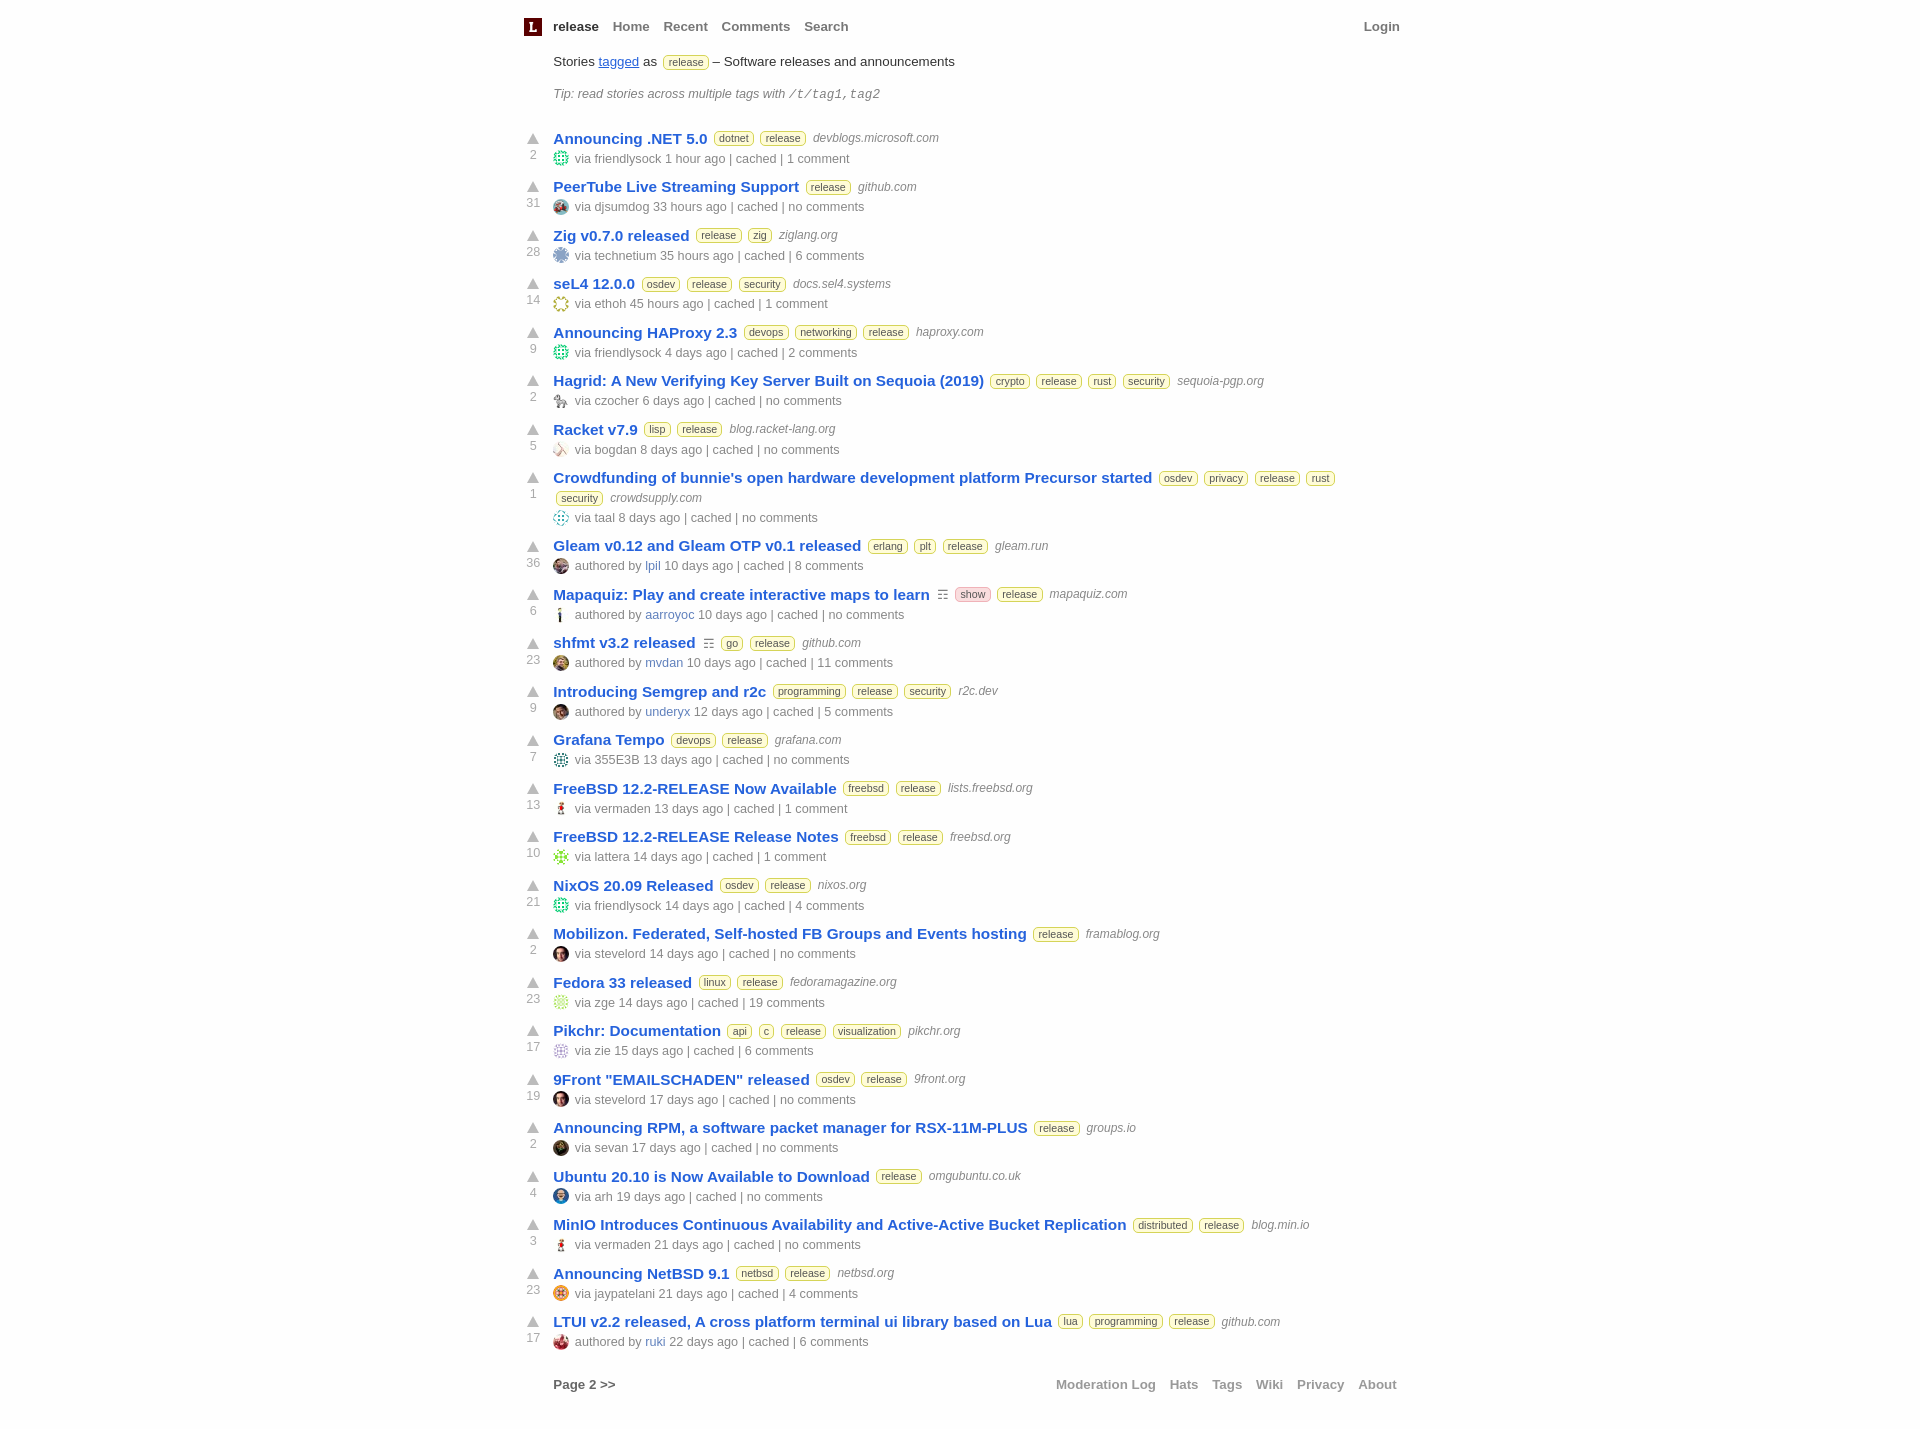 L release Home Recent Comments Search Login
Stories tagged as release – Software releases and announcements
Tip: read stories across multiple tags with /t/tag1,tag2
Announcing .NET 5.0 dotnet release devblogs.microsoft.com
2 via friendlysock 1 hour ago | cached | 1 comment
PeerTube Live Streaming Support release github.com
31 via djsumdog 33 hours ago | cached | no comments
Zig v0.7.0 released release zig ziglang.org
28 via technetium 35 hours ago | cached | 6 comments
seL4 12.0.0 osdev release security docs.sel4.systems
14 via ethoh 45 hours ago | cached | 1 comment
Announcing HAProxy 2.3 devops networking release haproxy.com
9 via friendlysock 4 days ago | cached | 2 comments
Hagrid: A New Verifying Key Server Built on Sequoia (2019) crypto release rust security sequoia-pgp.org
2 via czocher 6 days ago | cached | no comments
Racket v7.9 lisp release blog.racket-lang.org
5 via bogdan 8 days ago | cached | no comments
Crowdfunding of bunnie's open hardware development platform Precursor started osdev privacy release rust
1 security crowdsupply.com
via taal 8 days ago | cached | no comments
Gleam v0.12 and Gleam OTP v0.1 released erlang plt release gleam.run
36 authored by lpil 10 days ago | cached | 8 comments
Mapaquiz: Play and create interactive maps to learn ☶ show release mapaquiz.com
6 authored by aarroyoc 10 days ago | cached | no comments
shfmt v3.2 released ☶ go release github.com
23 authored by mvdan 10 days ago | cached | 11 comments
Introducing Semgrep and r2c programming release security r2c.dev
9 authored by underyx 12 days ago | cached | 5 comments
Grafana Tempo devops release grafana.com
7 via 355E3B 13 days ago | cached | no comments
FreeBSD 12.2-RELEASE Now Available freebsd release lists.freebsd.org
13 via vermaden 13 days ago | cached | 1 comment
FreeBSD 12.2-RELEASE Release Notes freebsd release freebsd.org
10 via lattera 14 days ago | cached | 1 comment
NixOS 20.09 Released osdev release nixos.org
21 via friendlysock 14 days ago | cached | 4 comments
Mobilizon. Federated, Self-hosted FB Groups and Events hosting release framablog.org
2 via stevelord 14 days ago | cached | no comments
Fedora 33 released linux release fedoramagazine.org
23 via zge 14 days ago | cached | 19 comments
Pikchr: Documentation api c release visualization pikchr.org
17 via zie 15 days ago | cached | 6 comments
9Front "EMAILSCHADEN" released osdev release 9front.org
19 via stevelord 17 days ago | cached | no comments
Announcing RPM, a software packet manager for RSX-11M-PLUS release groups.io
2 via sevan 17 days ago | cached | no comments
Ubuntu 20.10 is Now Available to Download release omgubuntu.co.uk
4 via arh 19 days ago | cached | no comments
MinIO Introduces Continuous Availability and Active-Active Bucket Replication distributed release blog.min.io
3 via vermaden 21 days ago | cached | no comments
Announcing NetBSD 9.1 netbsd release netbsd.org
23 via jaypatelani 21 days ago | cached | 4 comments
LTUI v2.2 released, A cross platform terminal ui library based on Lua lua programming release github.com
17 authored by ruki 22 days ago | cached | 6 comments
Page 2 >> Moderation Log Hats Tags Wiki Privacy About